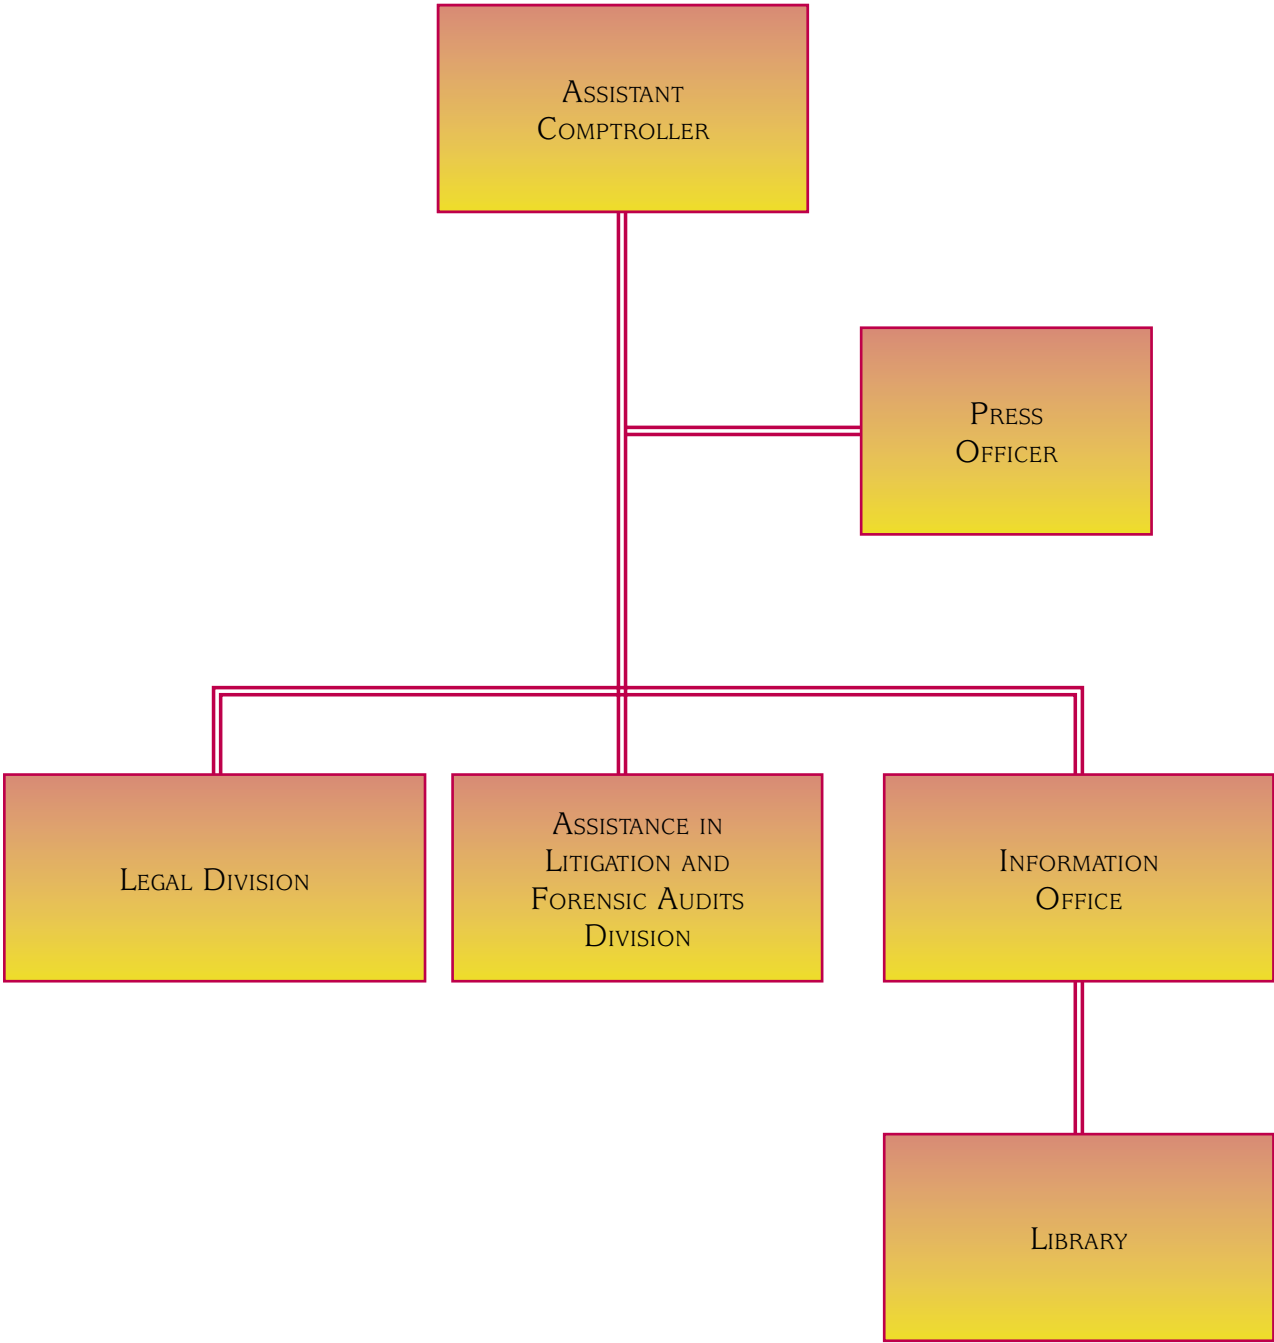 Assistant
Comptroller
Press
Officer
Legal Division
Assistance in
Litigation and
Forensic Audits
Division
Information
Office
Library